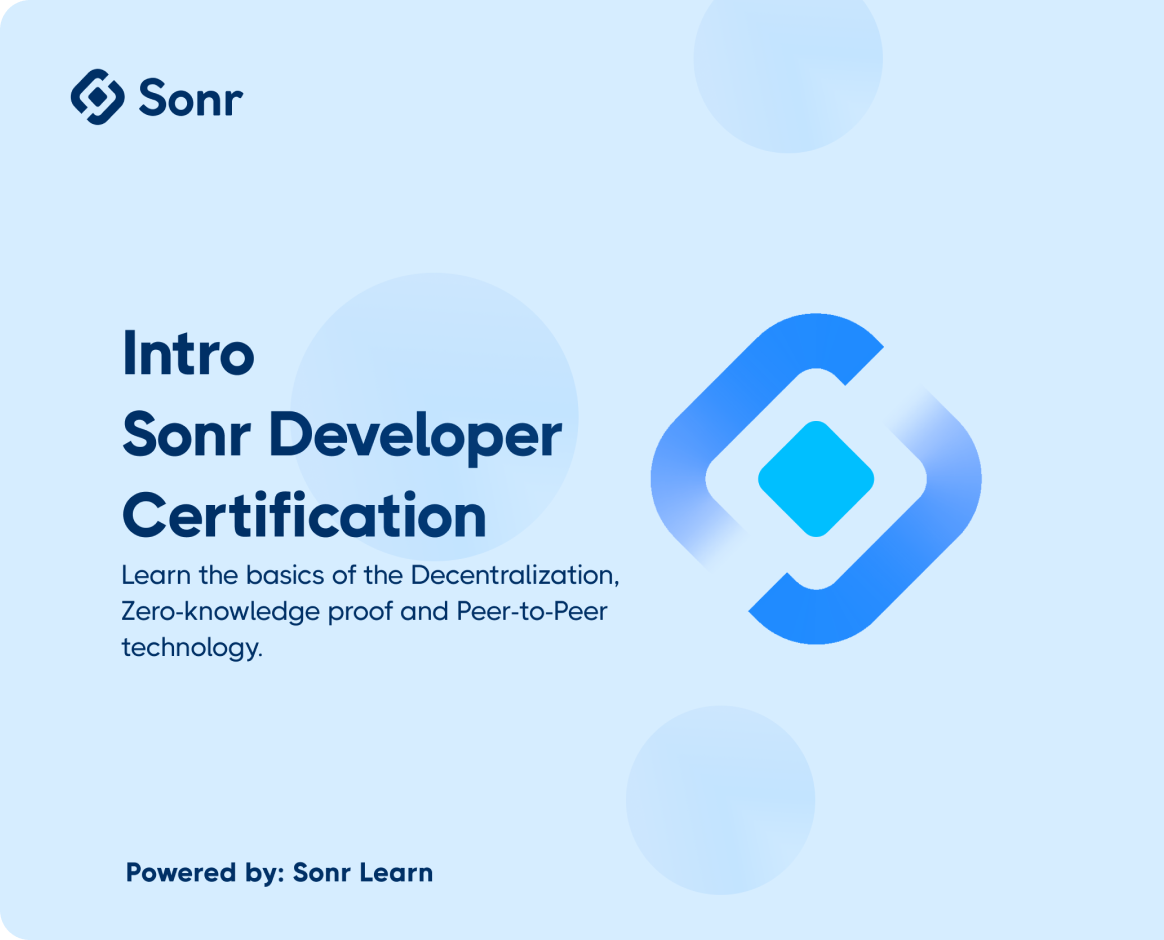 Sonr
Intro
Sonr Developer
Certification
Learn the basics of the Decentralization,
Zero-knowledge proof and Peer-to-Peer
technology.
Powered by: Sonr Learn